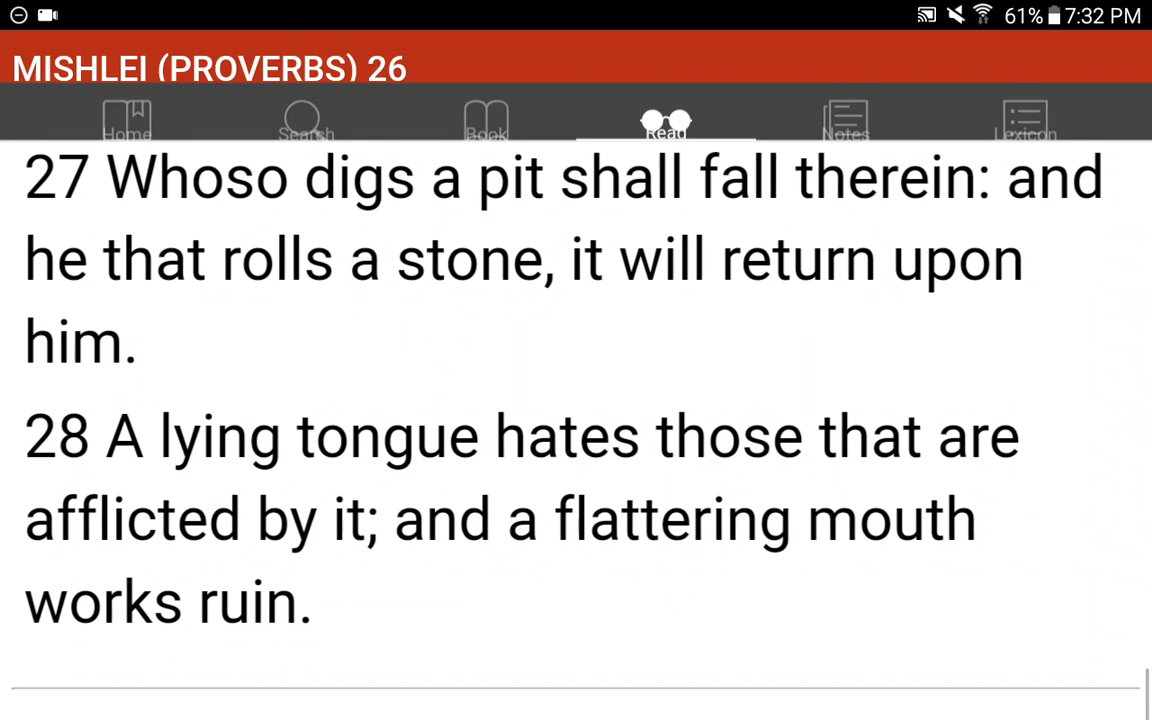 61% 7:32 PM
MISHLEI (PROVERBS) 26
Home Search Book Read Notes Lexicon
27 Whoso digs a pit shall fall therein: and
he that rolls a stone, it will return upon
him.
28 A lying tongue hates those that are
afflicted by it; and a flattering mouth
works ruin.